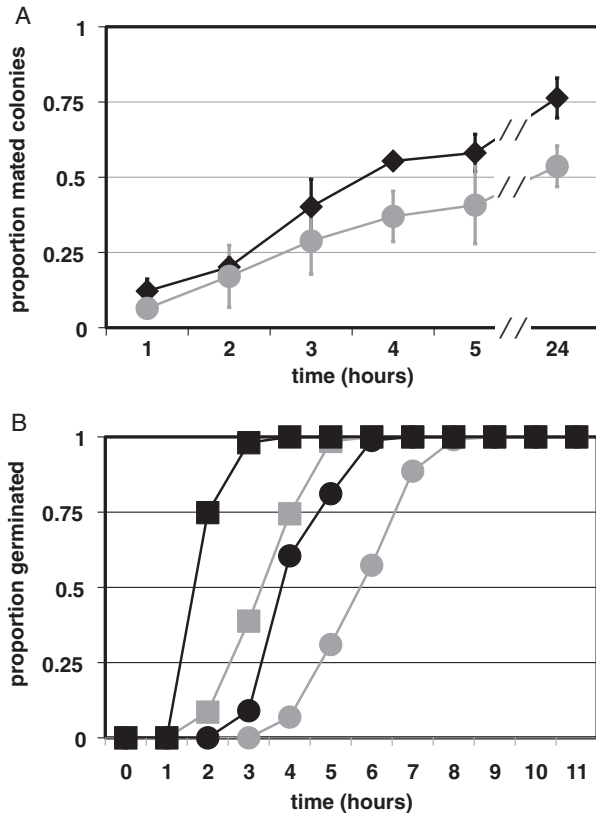 A
proportion mated colonies
1
0.75
0.5
0.25
0
1 2 3 4 5 24
time (hours)
B
proportion germinated
1
0.75
0.5
0.25
0
0 1 2 3 4 5 6 7 8 9 10 11
time (hours)